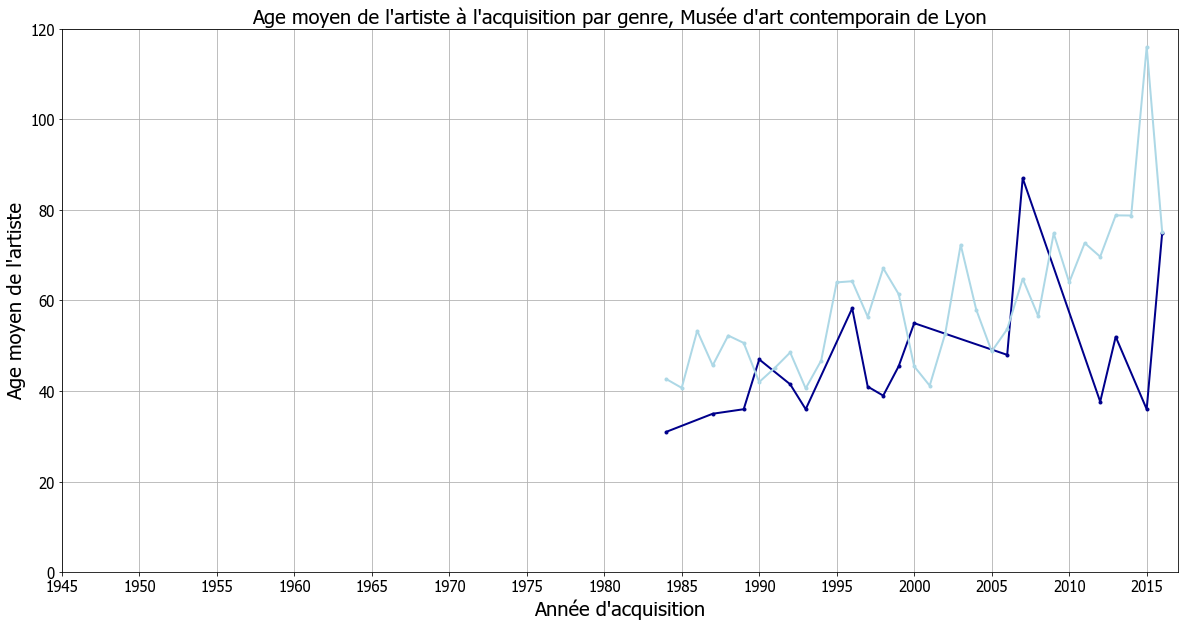 Age moyen de l'artiste à l'acquisition par genre, Musée d'art contemporain de Lyon
120
100
80
60
40
20
0
Age moyen de l'artiste
1945 1950 1955 1960 1965 1970 1975 1980 1985 1990 1995 2000 2005 2010 2015
Année d'acquisition